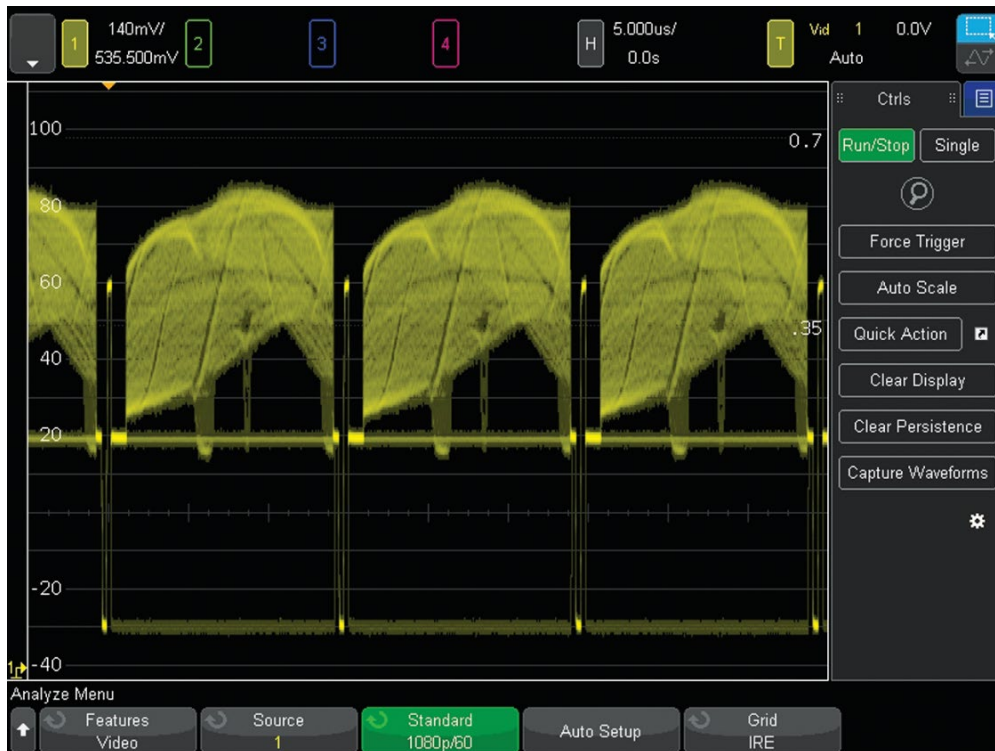 1
140mV/
535.500mV
2
3
4
H
5.000us/
0.0s
T
Vid 1 0.0V
Auto
Ctrls
100
0.7
Run/Stop
Single
80
Force Trigger
60
Auto Scale
.35
Quick Action
40
Clear Display
20
Clear Persistence
Capture Waveforms
-20
1
-40
Analyze Menu
Features
Video
Source
1
Standard
1080p/60
Auto Setup
Grid
IRE